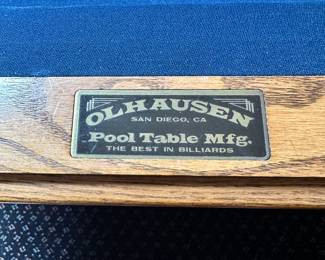 OLHAUSEN
SAN DIEGO, CA
Pool Table Mfg.
THE BEST IN BILLIARDS